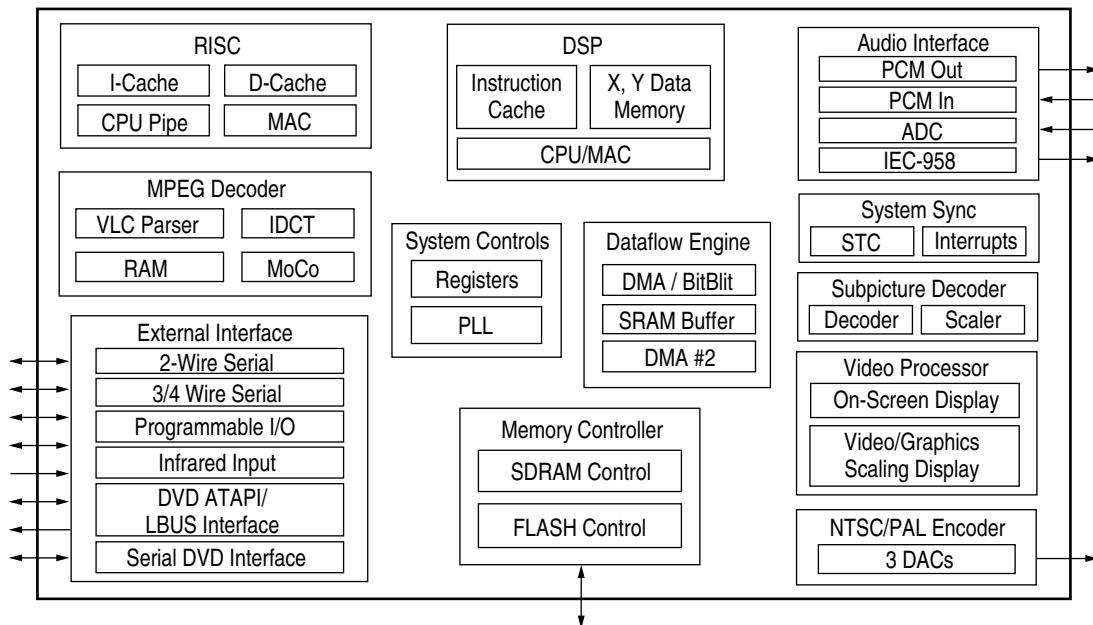 RISC
I-Cache
D-Cache
CPU Pipe
MAC
DSP
Instruction
Cache
X, Y Data
Memory
CPU/MAC
Audio Interface
PCM Out
PCM In
ADC
IEC-958
MPEG Decoder
VLC Parser
IDCT
RAM
MoCo
System Controls
Registers
PLL
Dataflow Engine
DMA / BitBlit
SRAM Buffer
DMA #2
System Sync
STC
Interrupts
Subpicture Decoder
Decoder
Scaler
External Interface
2-Wire Serial
3/4 Wire Serial
Programmable I/O
Infrared Input
DVD ATAPI/
LBUS Interface
Serial DVD Interface
Memory Controller
SDRAM Control
FLASH Control
Video Processor
On-Screen Display
Video/Graphics
Scaling Display
NTSC/PAL Encoder
3 DACs